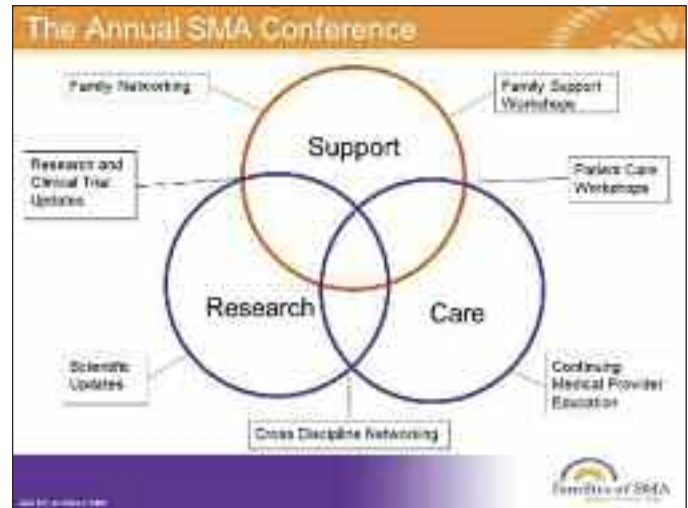 The Annual SMA Conference
Family Networking
Family Support
Workshops
Support
Research and
Clinical Trial
Updates
Patient Care
Workshops
Research
Care
Scientific
Updates
Continuing
Medical Provider
Education
Cross Discipline Networking
Families of SMA